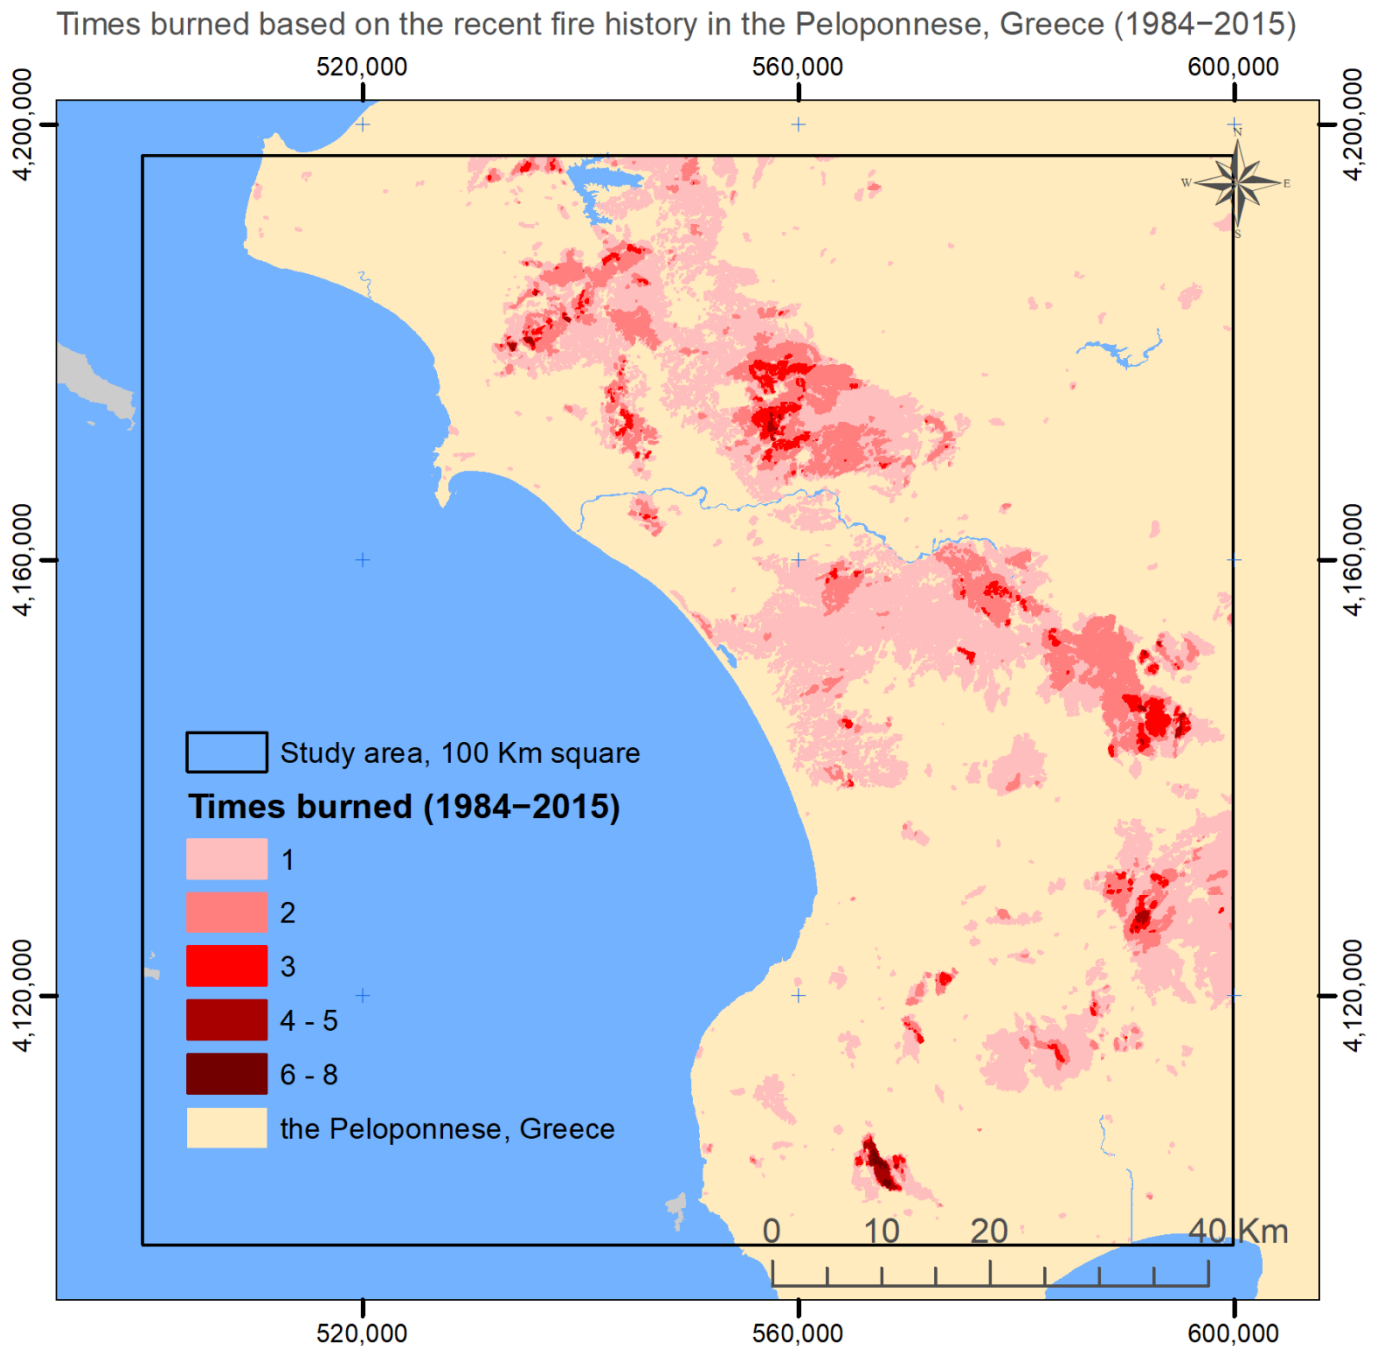 Times burned based on the recent fire history in the Peloponnese, Greece (1984−2015)
520,000 560,000 600,000
4,200,000 4,200,000
N
W E
S
4,160,000 4,160,000
Study area, 100 Km square
Times burned (1984−2015)
1
2
3
4 - 5
6 - 8
the Peloponnese, Greece
4,120,000 4,120,000
0 10 20 40 Km
520,000 560,000 600,000